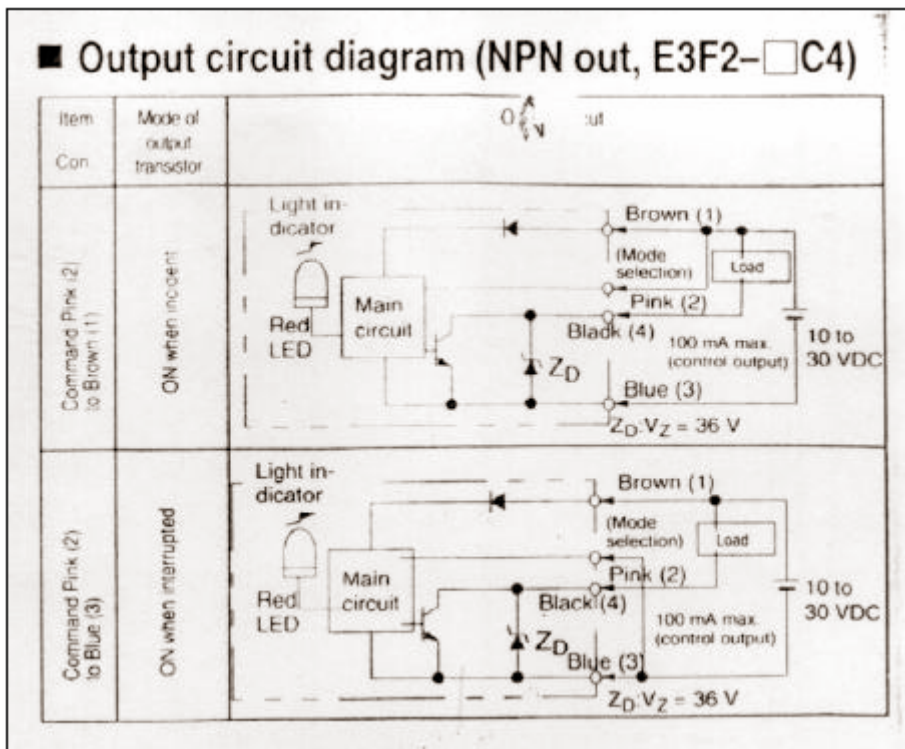 ■ Output circuit diagram (NPN out, E3F2-□C4)
Item
Con
Mode of
output
transistor
Command Pink (2)
to Brown (1)
ON when incident
Light in-
dicator
Red
LED
Main
circuit
Brown (1)
(Mode
selection)
Pink (2)
Black (4)
Load
100 mA max.
(control output)
10 to
30 VDC
ZD
Blue (3)
ZD:VZ = 36 V
Command Pink (2)
to Blue (3)
ON when interrupted
Light in-
dicator
Red
LED
Main
circuit
Brown (1)
(Mode
selection)
Pink (2)
Black (4)
Load
100 mA max.
(control output)
10 to
30 VDC
ZD
Blue (3)
ZD:VZ = 36 V